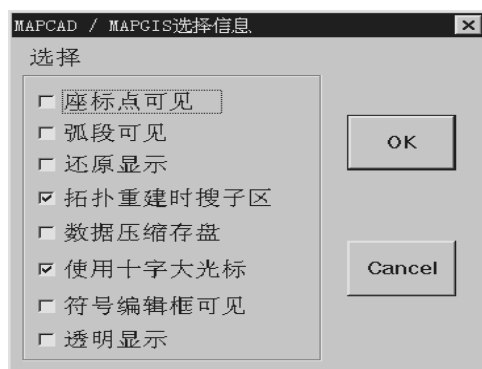 MAPCAD / MAPGIS选择信息
选择
座标点可见
弧段可见
还原显示
拓扑重建时搜子区
数据压缩存盘
使用十字大光标
符号编辑框可见
透明显示
OK
Cancel